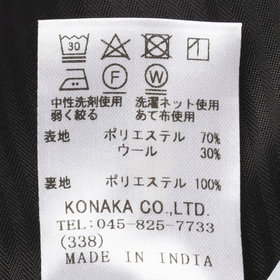 30
F W
中性洗剤使用 洗濯ネット使用
弱く絞る あて布使用
表地 ポリエステル 70%
ウール 30%
裏地 ポリエステル 100%
KONAKA CO.,LTD.
TEL:045-825-7733
(338)
MADE IN INDIA